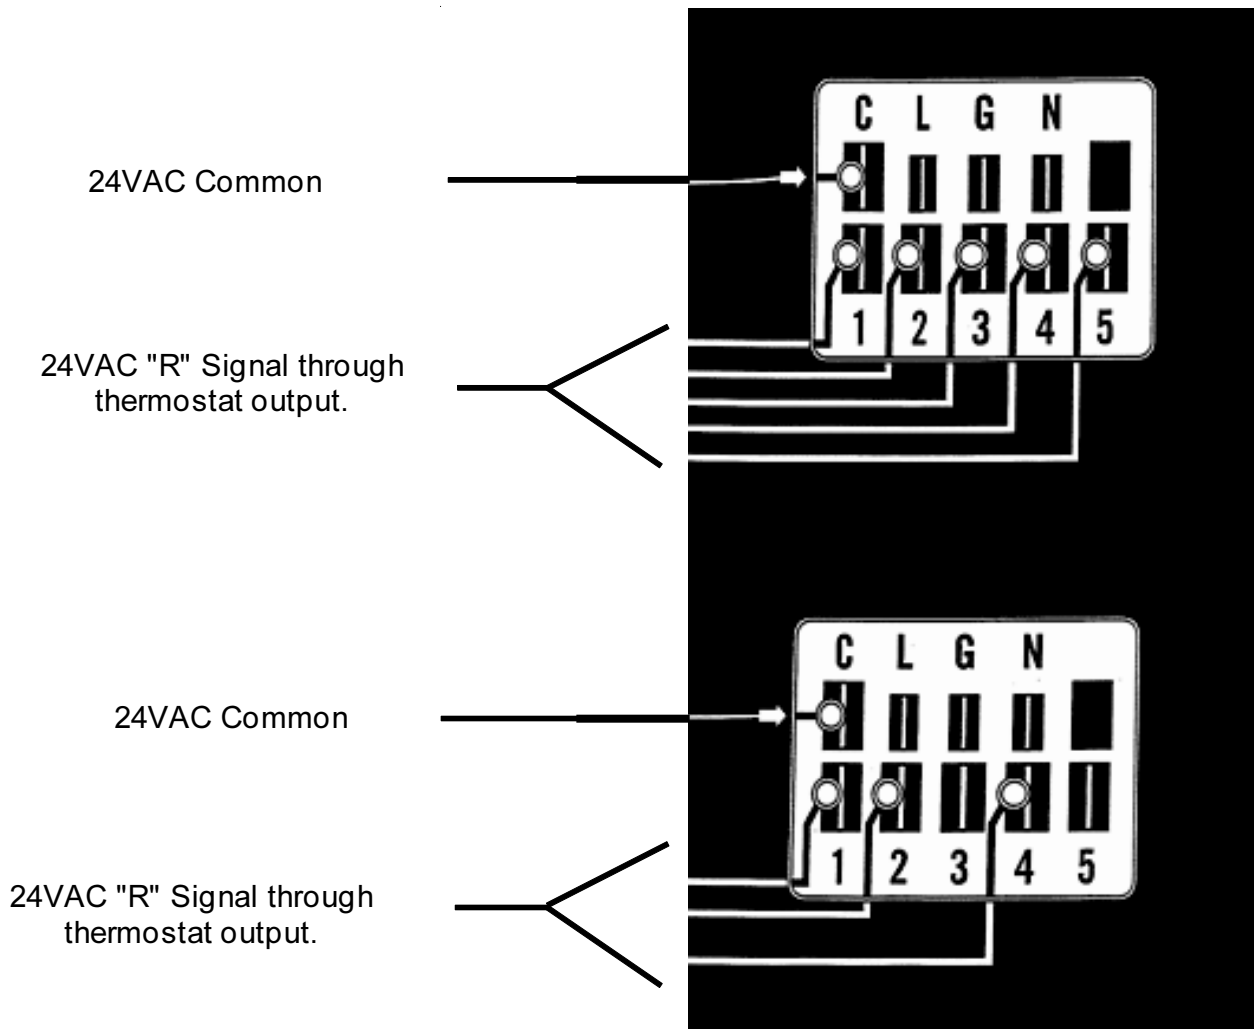 C L G N
24VAC Common
1 2 3 4 5
24VAC "R" Signal through
thermostat output.
C L G N
24VAC Common
1 2 3 4 5
24VAC "R" Signal through
thermostat output.